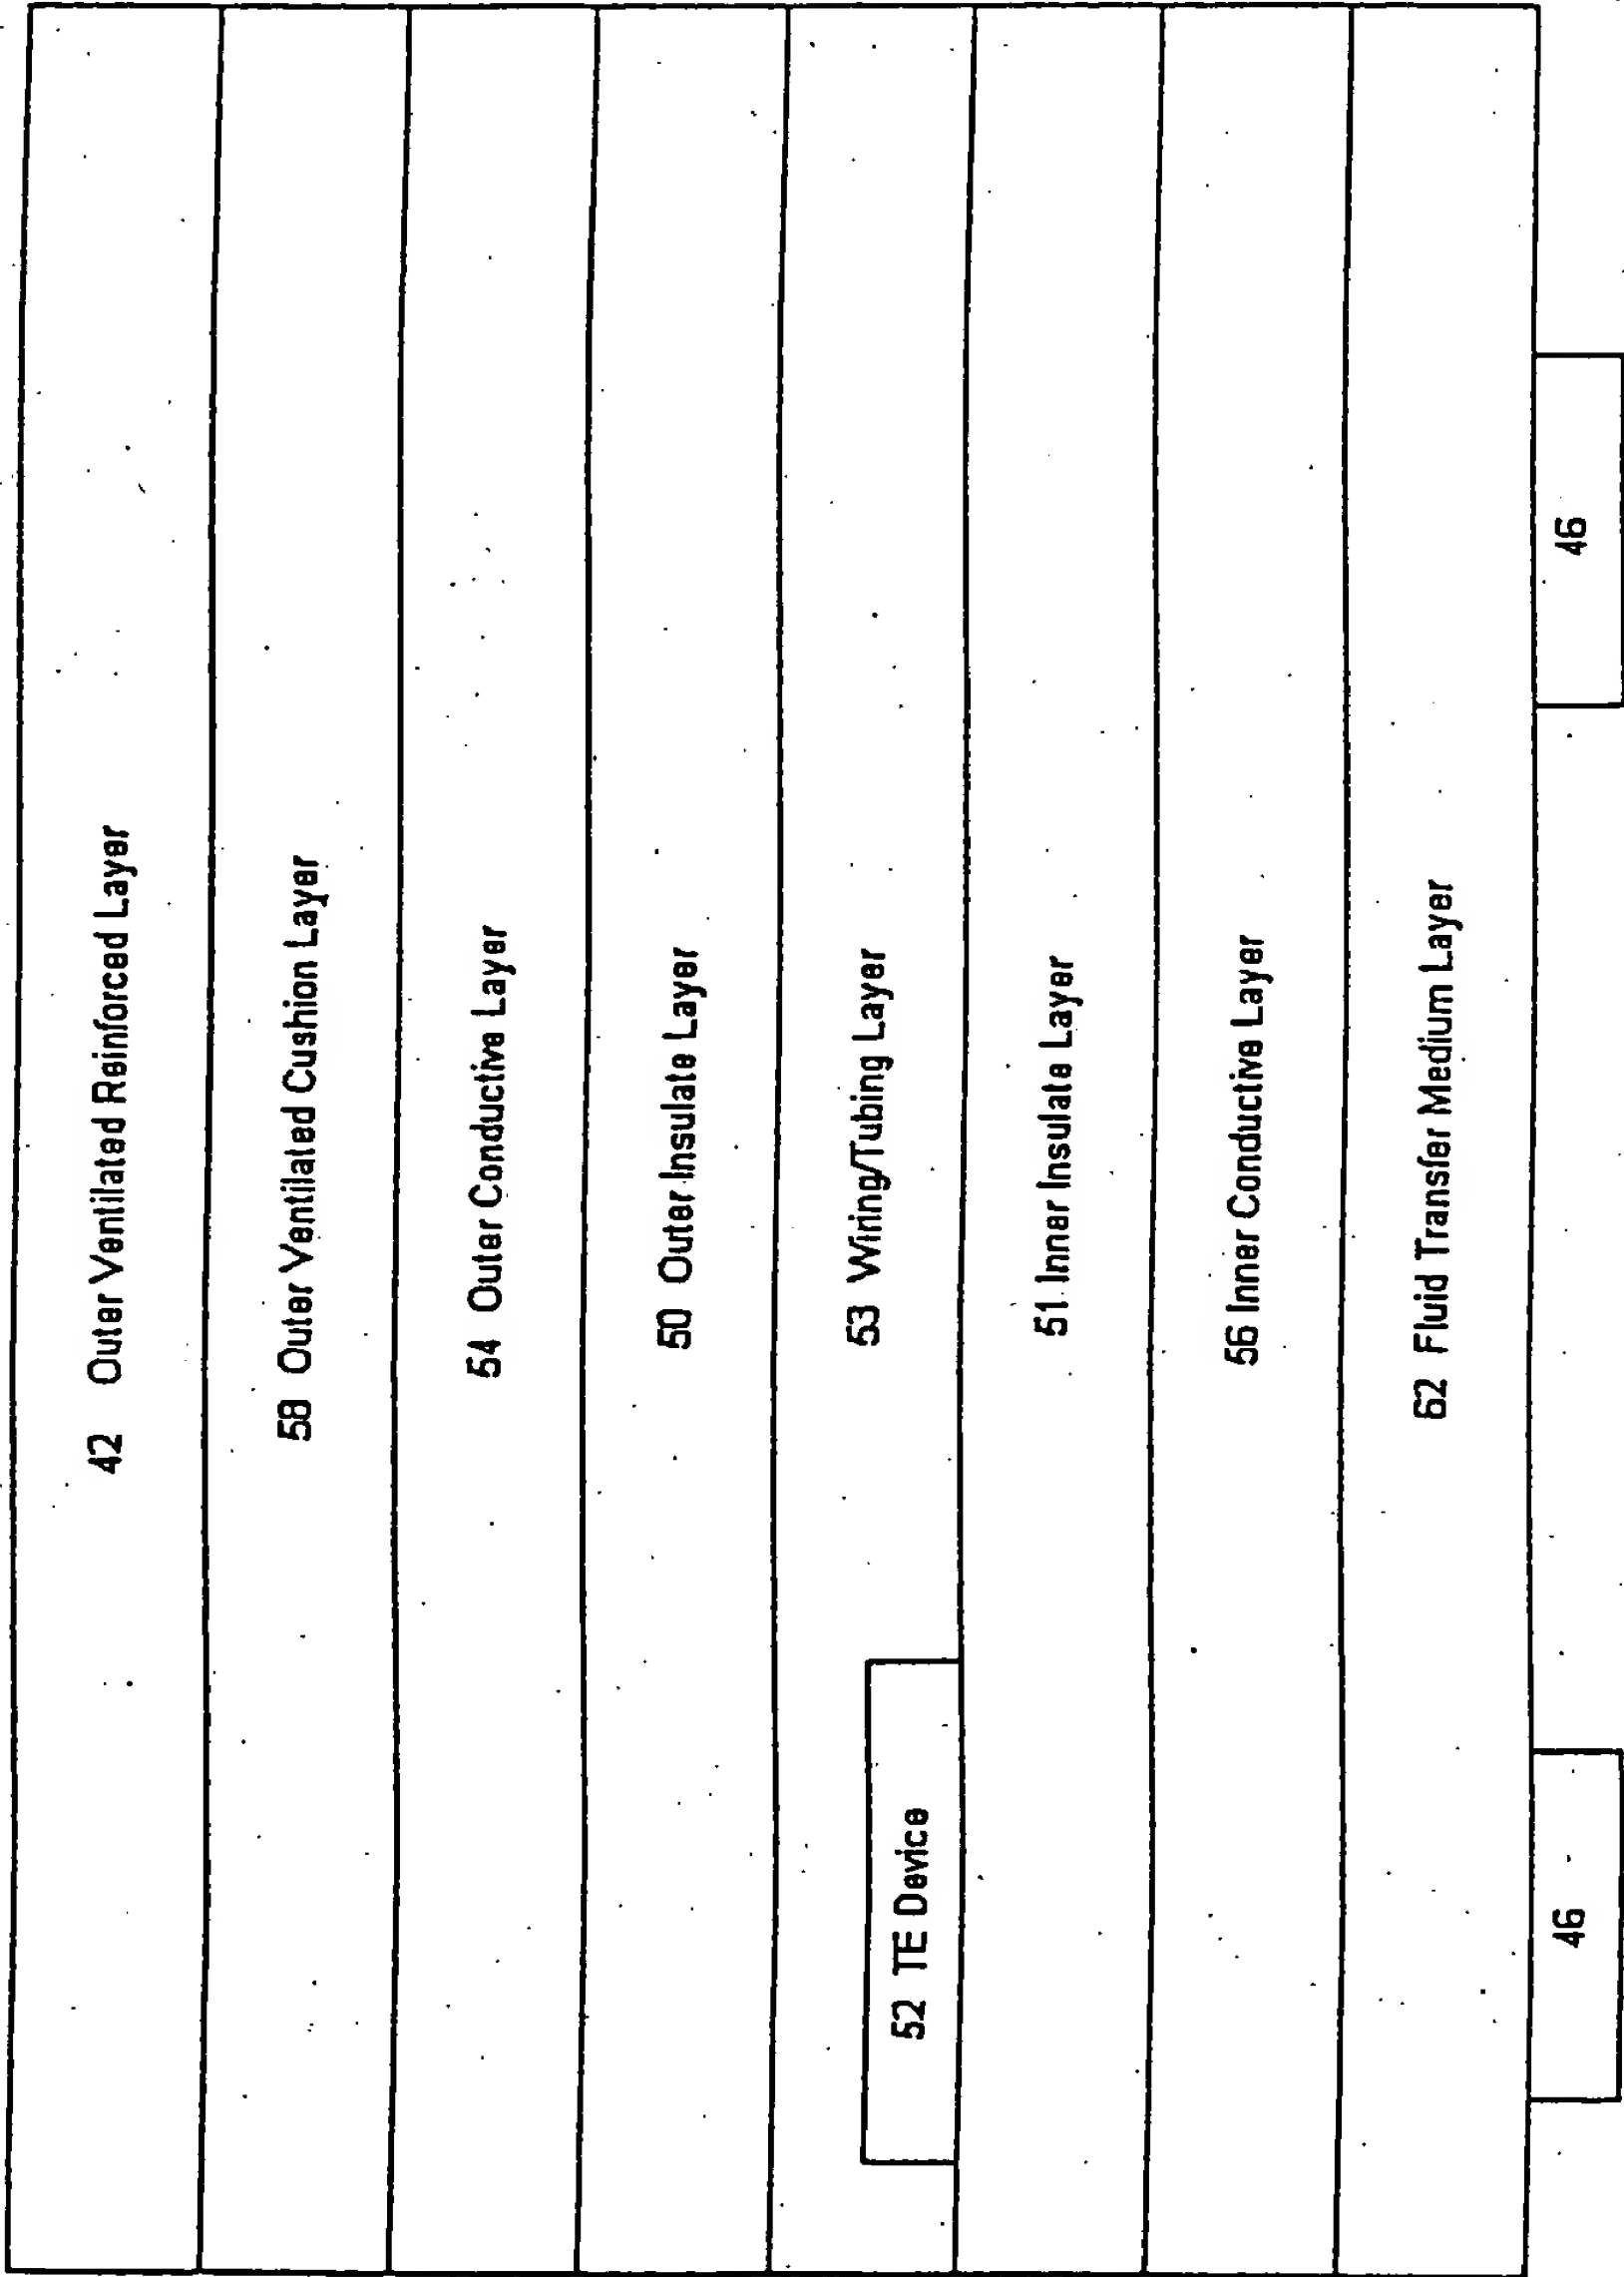 42 Outer Ventilated Reinforced Layer
58 Outer Ventilated Cushion Layer
54 Outer Conductive Layer
50 Outer Insulate Layer
53 Wiring/Tubing Layer
52 TE Device
51 Inner Insulate Layer
56 Inner Conductive Layer
62 Fluid Transfer Medium Layer
46
46